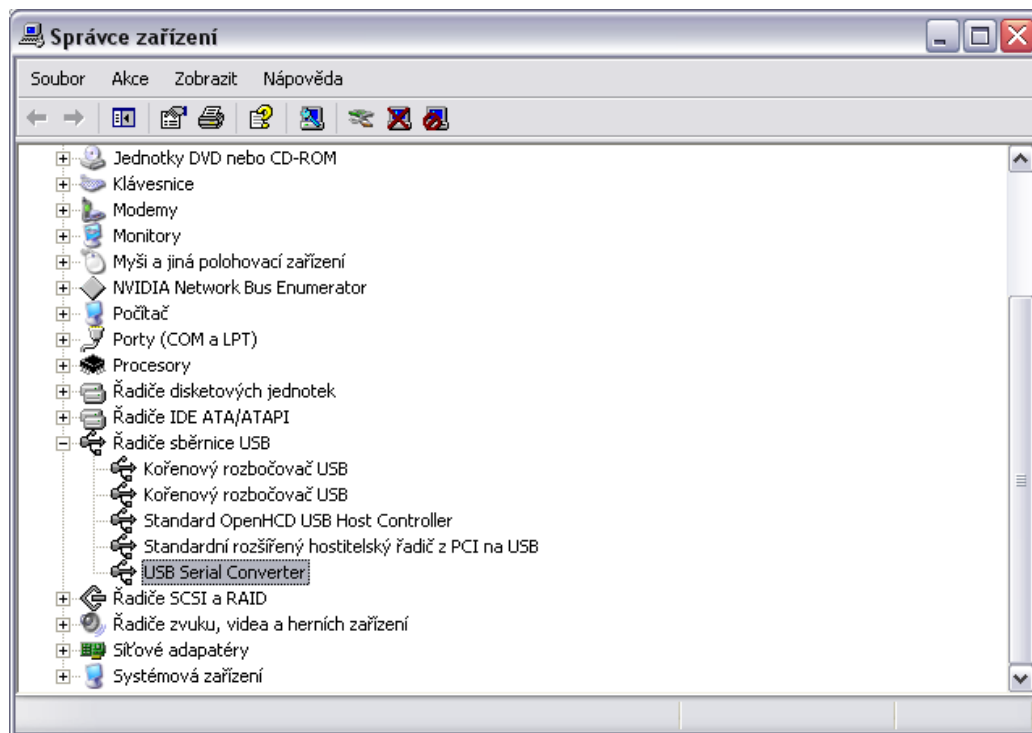 Správce zařízení
Soubor Akce Zobrazit Nápověda
Jednotky DVD nebo CD-ROM
Klávesnice
Modemy
Monitory
Myši a jiná polohovací zařízení
NVIDIA Network Bus Enumerator
Počítač
Porty (COM a LPT)
Procesory
Řadiče disketových jednotek
Řadiče IDE ATA/ATAPI
Řadiče sběrnice USB
Kořenový rozbočovač USB
Kořenový rozbočovač USB
Standard OpenHCD USB Host Controller
Standardní rozšířený hostitelský řadič z PCI na USB
USB Serial Converter
Řadiče SCSI a RAID
Řadiče zvuku, videa a herních zařízení
Síťové adaptéry
Systémová zařízení